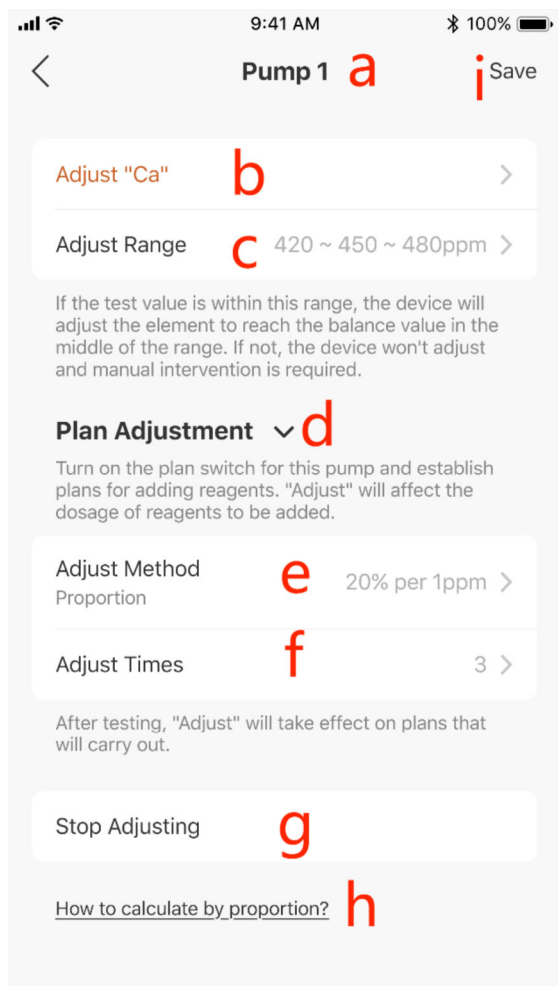 9:41 AM 100%
Pump 1 a i Save
Adjust "Ca" b
Adjust Range c 420 ~ 450 ~ 480ppm
If the test value is within this range, the device will
adjust the element to reach the balance value in the
middle of the range. If not, the device won't adjust
and manual intervention is required.
Plan Adjustment d
Turn on the plan switch for this pump and establish
plans for adding reagents. "Adjust" will affect the
dosage of reagents to be added.
Adjust Method e 20% per 1ppm
Proportion
Adjust Times f 3
After testing, "Adjust" will take effect on plans that
will carry out.
Stop Adjusting g
How to calculate by proportion? h